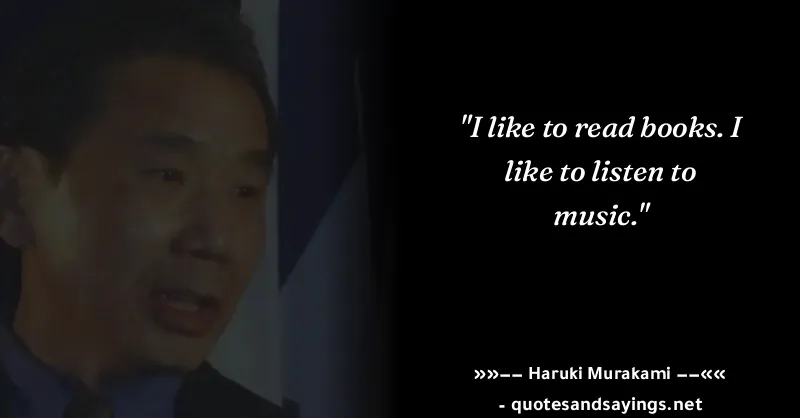 "I like to read books. I
like to listen to
music."
»»−− Haruki Murakami −−««
- quotesandsayings.net